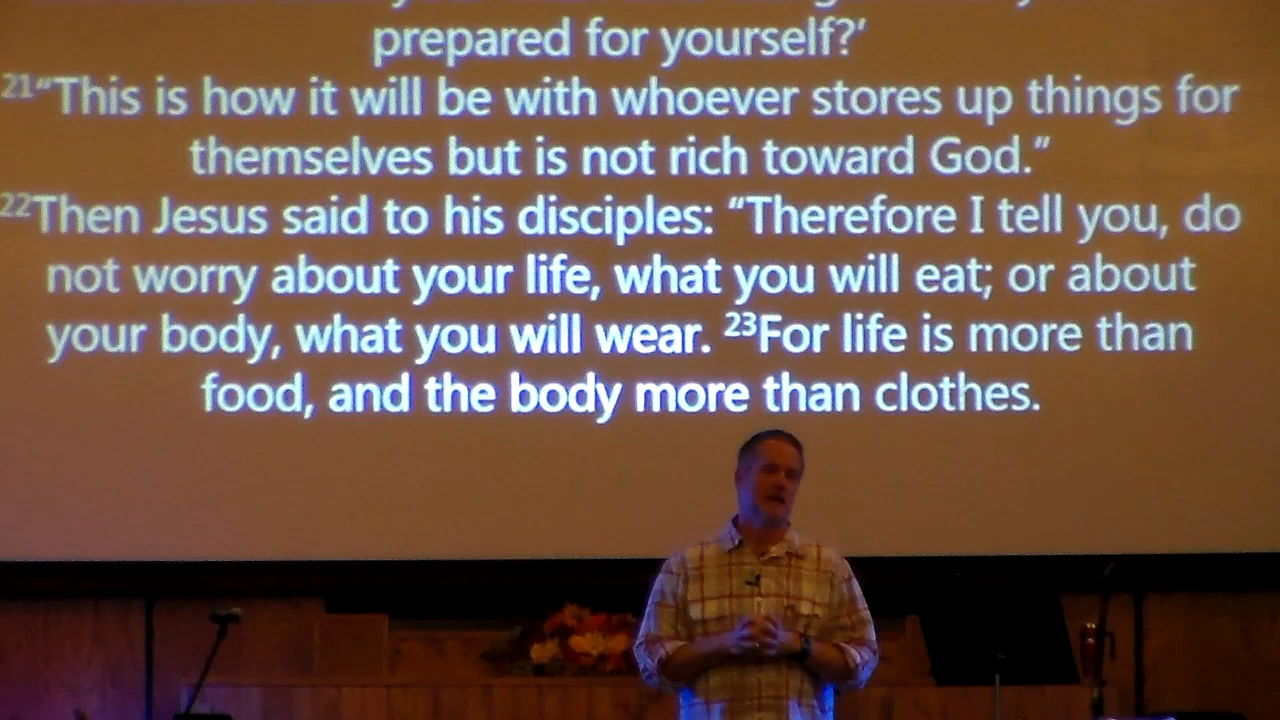 prepared for yourself?’
21“This is how it will be with whoever stores up things for
themselves but is not rich toward God.”
22Then Jesus said to his disciples: “Therefore I tell you, do
not worry about your life, what you will eat; or about
your body, what you will wear. 23For life is more than
food, and the body more than clothes.